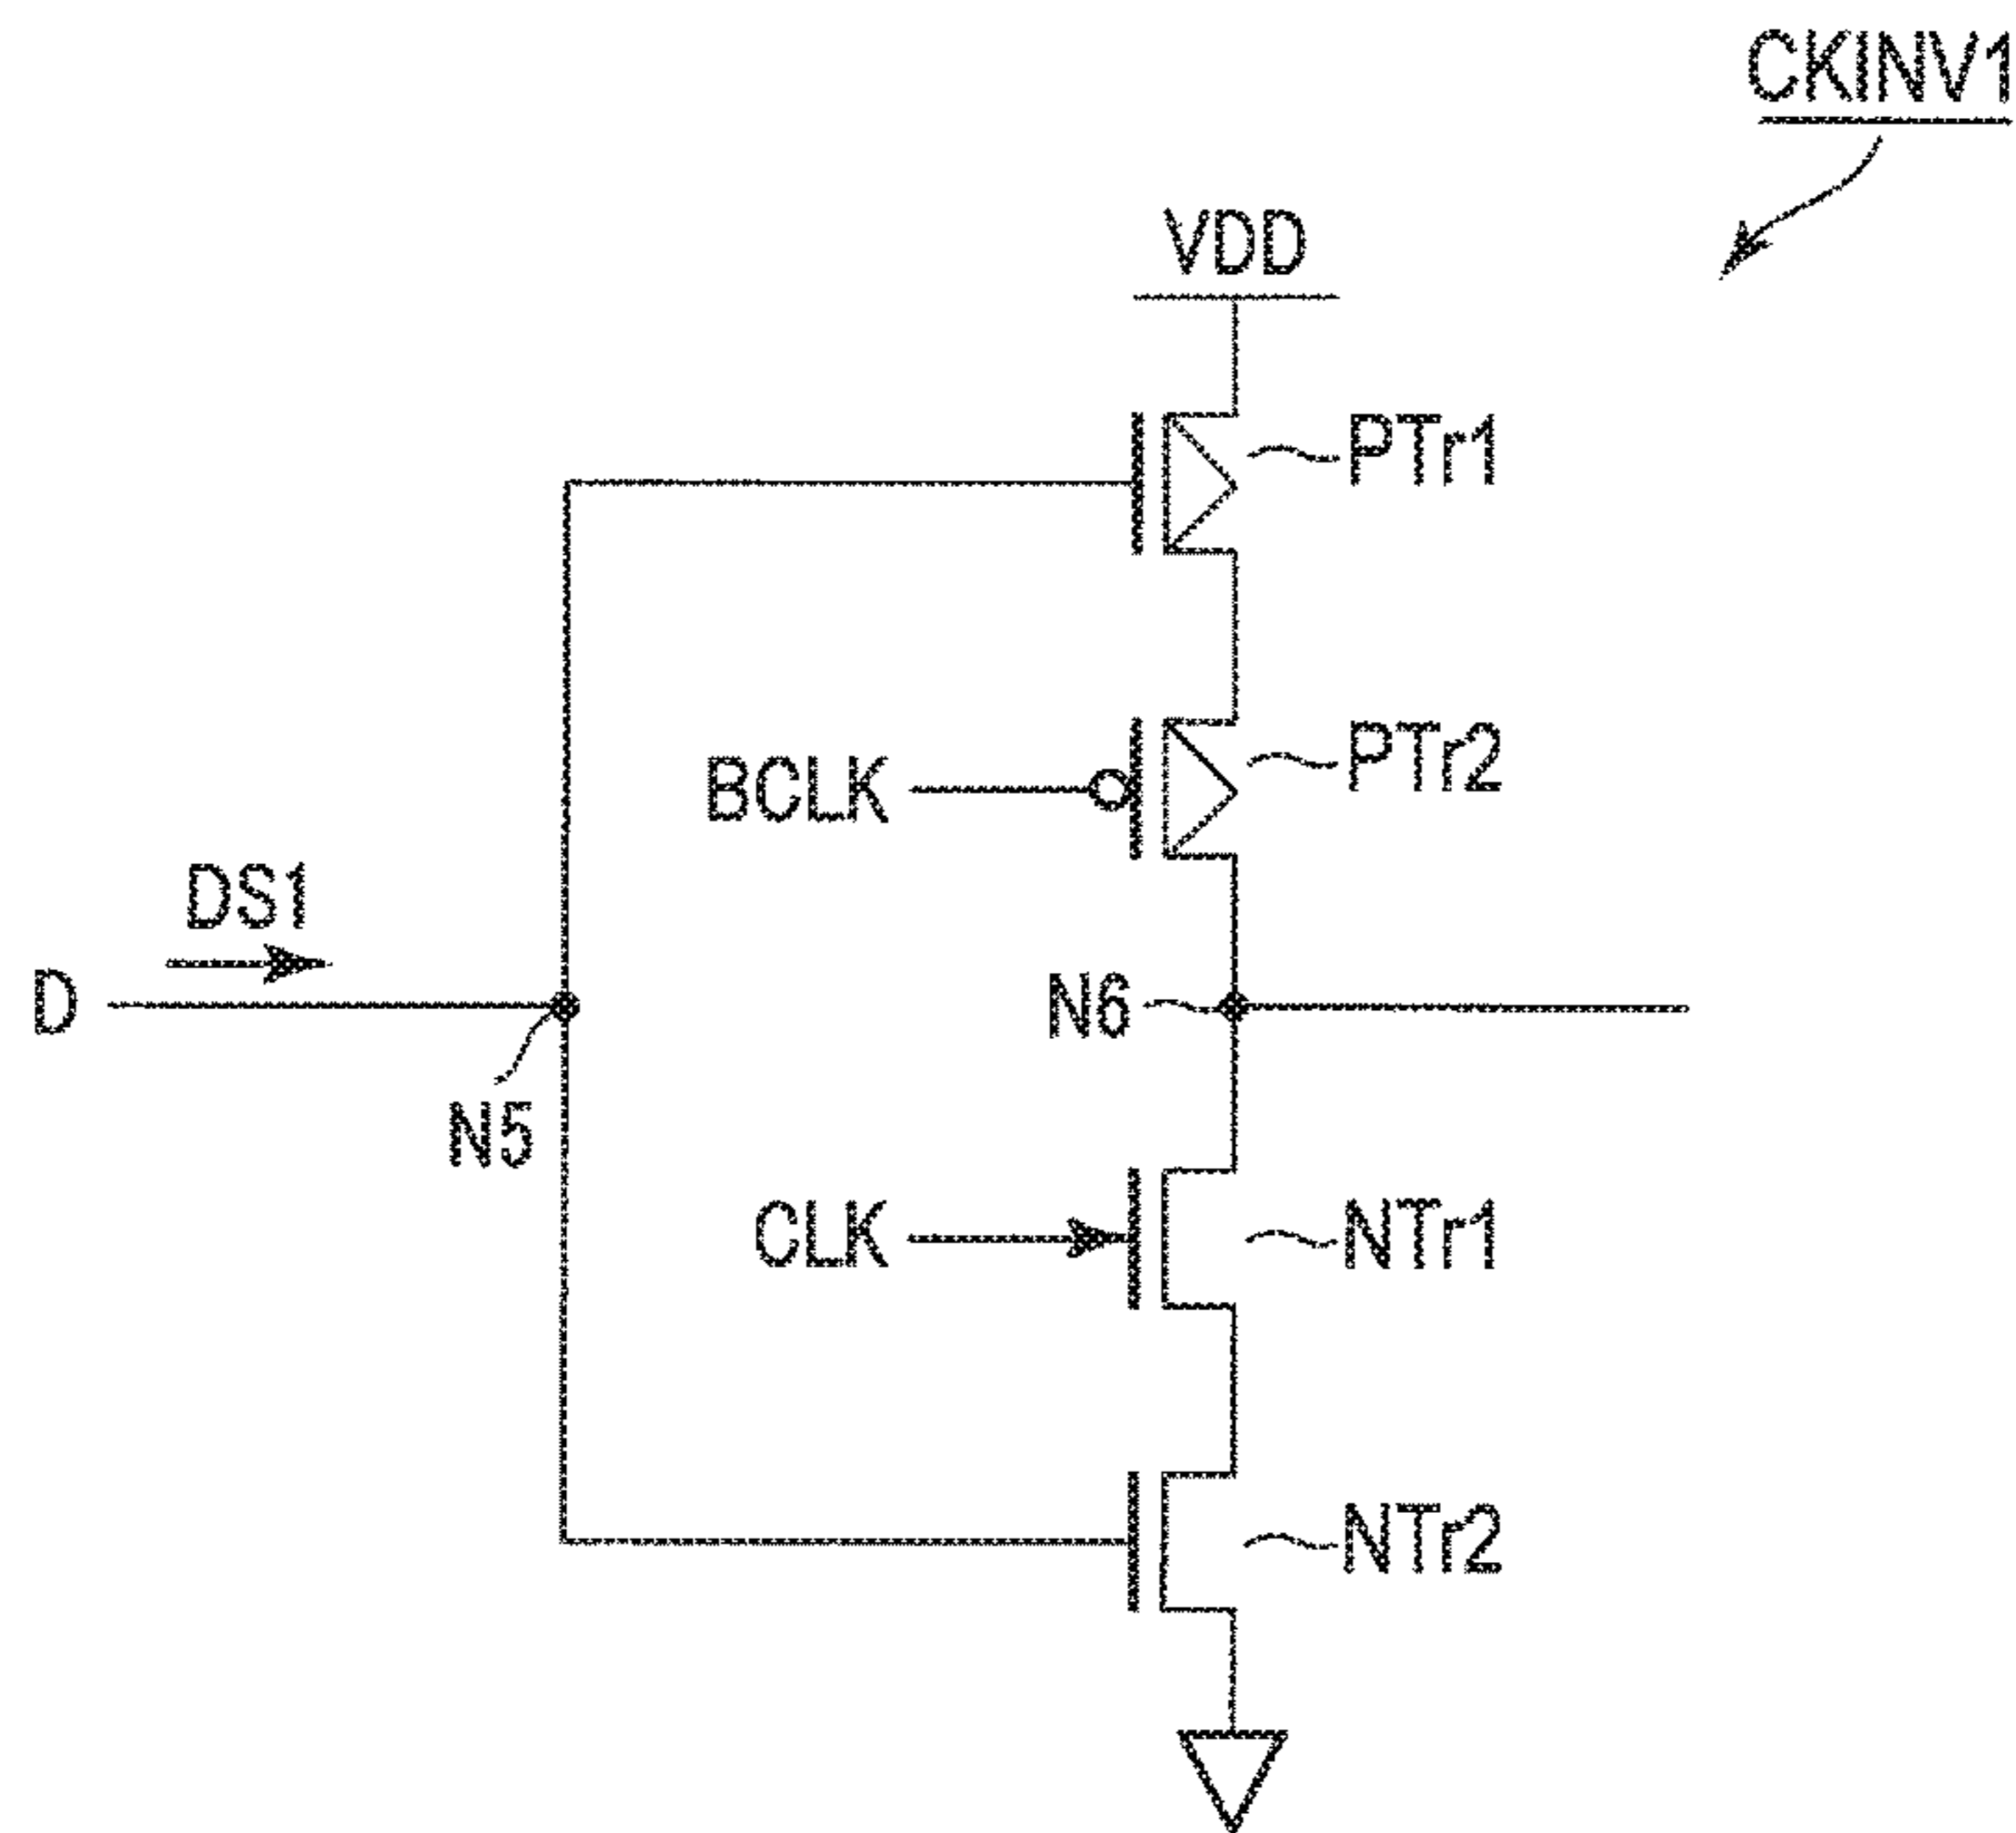 CKINV1
VDD
PTr1
PTr2
BCLK
DS1
D
N6
N5
CLK
NTr1
NTr2